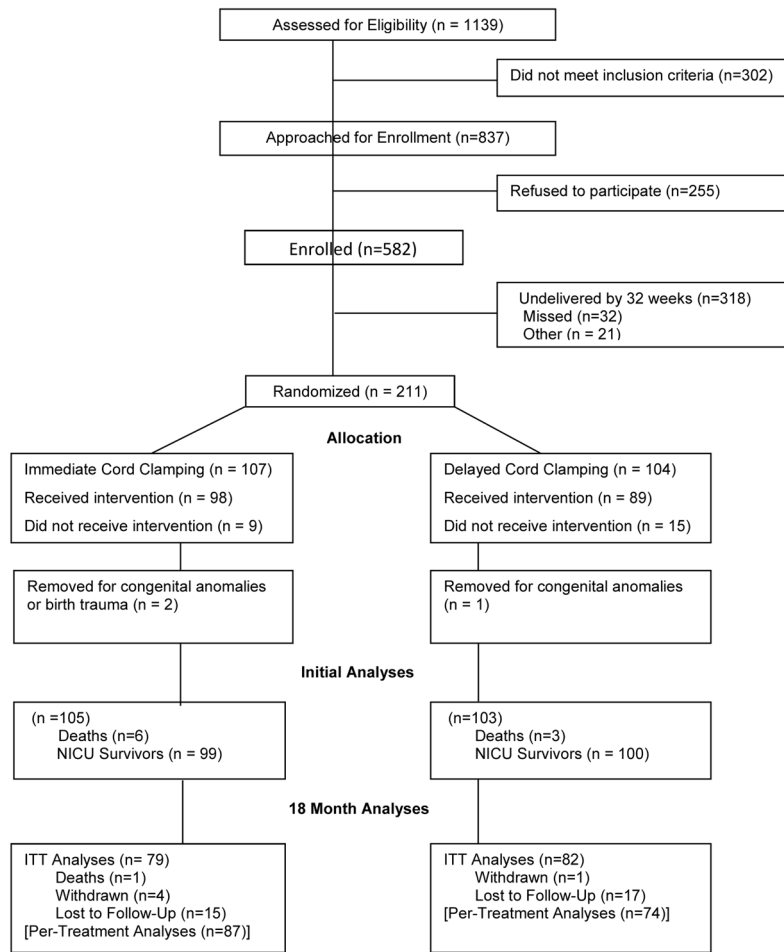 Assessed for Eligibility (n = 1139)
Did not meet inclusion criteria (n=302)
Approached for Enrollment (n=837)
Refused to participate (n=255)
Enrolled (n=582)
Undelivered by 32 weeks (n=318)
Missed (n=32)
Other (n = 21)
Randomized (n = 211)
Allocation
Immediate Cord Clamping (n = 107)
Received intervention (n = 98)
Did not receive intervention (n = 9)
Delayed Cord Clamping (n = 104)
Received intervention (n = 89)
Did not receive intervention (n = 15)
Removed for congenital anomalies
or birth trauma (n = 2)
Removed for congenital anomalies
(n = 1)
Initial Analyses
(n =105)
Deaths(n=6)
NICU Survivors (n = 99)
(n=103)
Deaths(n=3)
NICU Survivors (n = 100)
18 Month Analyses
ITT Analyses (n= 79)
Deaths(n=1)
Withdrawn (n=4)
Lost to Follow-Up (n=15)
[Per-Treatment Analyses (n=87)]
ITT Analyses (n=82)
Withdrawn (n=1)
Lost to Follow-Up (n=17)
[Per-Treatment Analyses (n=74)]